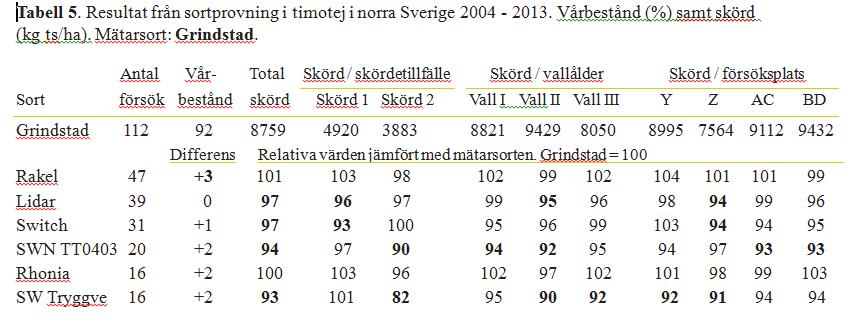 Tabell 5. Resultat från sortprovning i timotej i norra Sverige 2004 - 2013. Vårbestånd (%) samt skörd
(kg ts/ha). Mätarsort: Grindstad.
Antal Vår- Total Skörd / skördetillfälle Skörd / vallålder Skörd / försöksplats
Sort försök bestånd skörd Skörd 1 Skörd 2 Vall I Vall II Vall III Y Z AC BD
Grindstad 112 92 8759 4920 3883 8821 9429 8050 8995 7564 9112 9432
Differens Relativa värden jämfört med mätarsorten. Grindstad = 100
Rakel 47 +3 101 103 98 102 99 102 104 101 101 99
Lidar 39 0 97 96 97 99 95 96 98 94 99 96
Switch 31 +1 97 93 100 95 96 99 103 94 94 95
SWN TT0403 20 +2 94 97 90 94 92 95 94 97 93 93
Rhonia 16 +2 100 103 96 102 97 102 101 98 99 103
SW Tryggve 16 +2 93 101 82 95 90 92 92 91 94 94